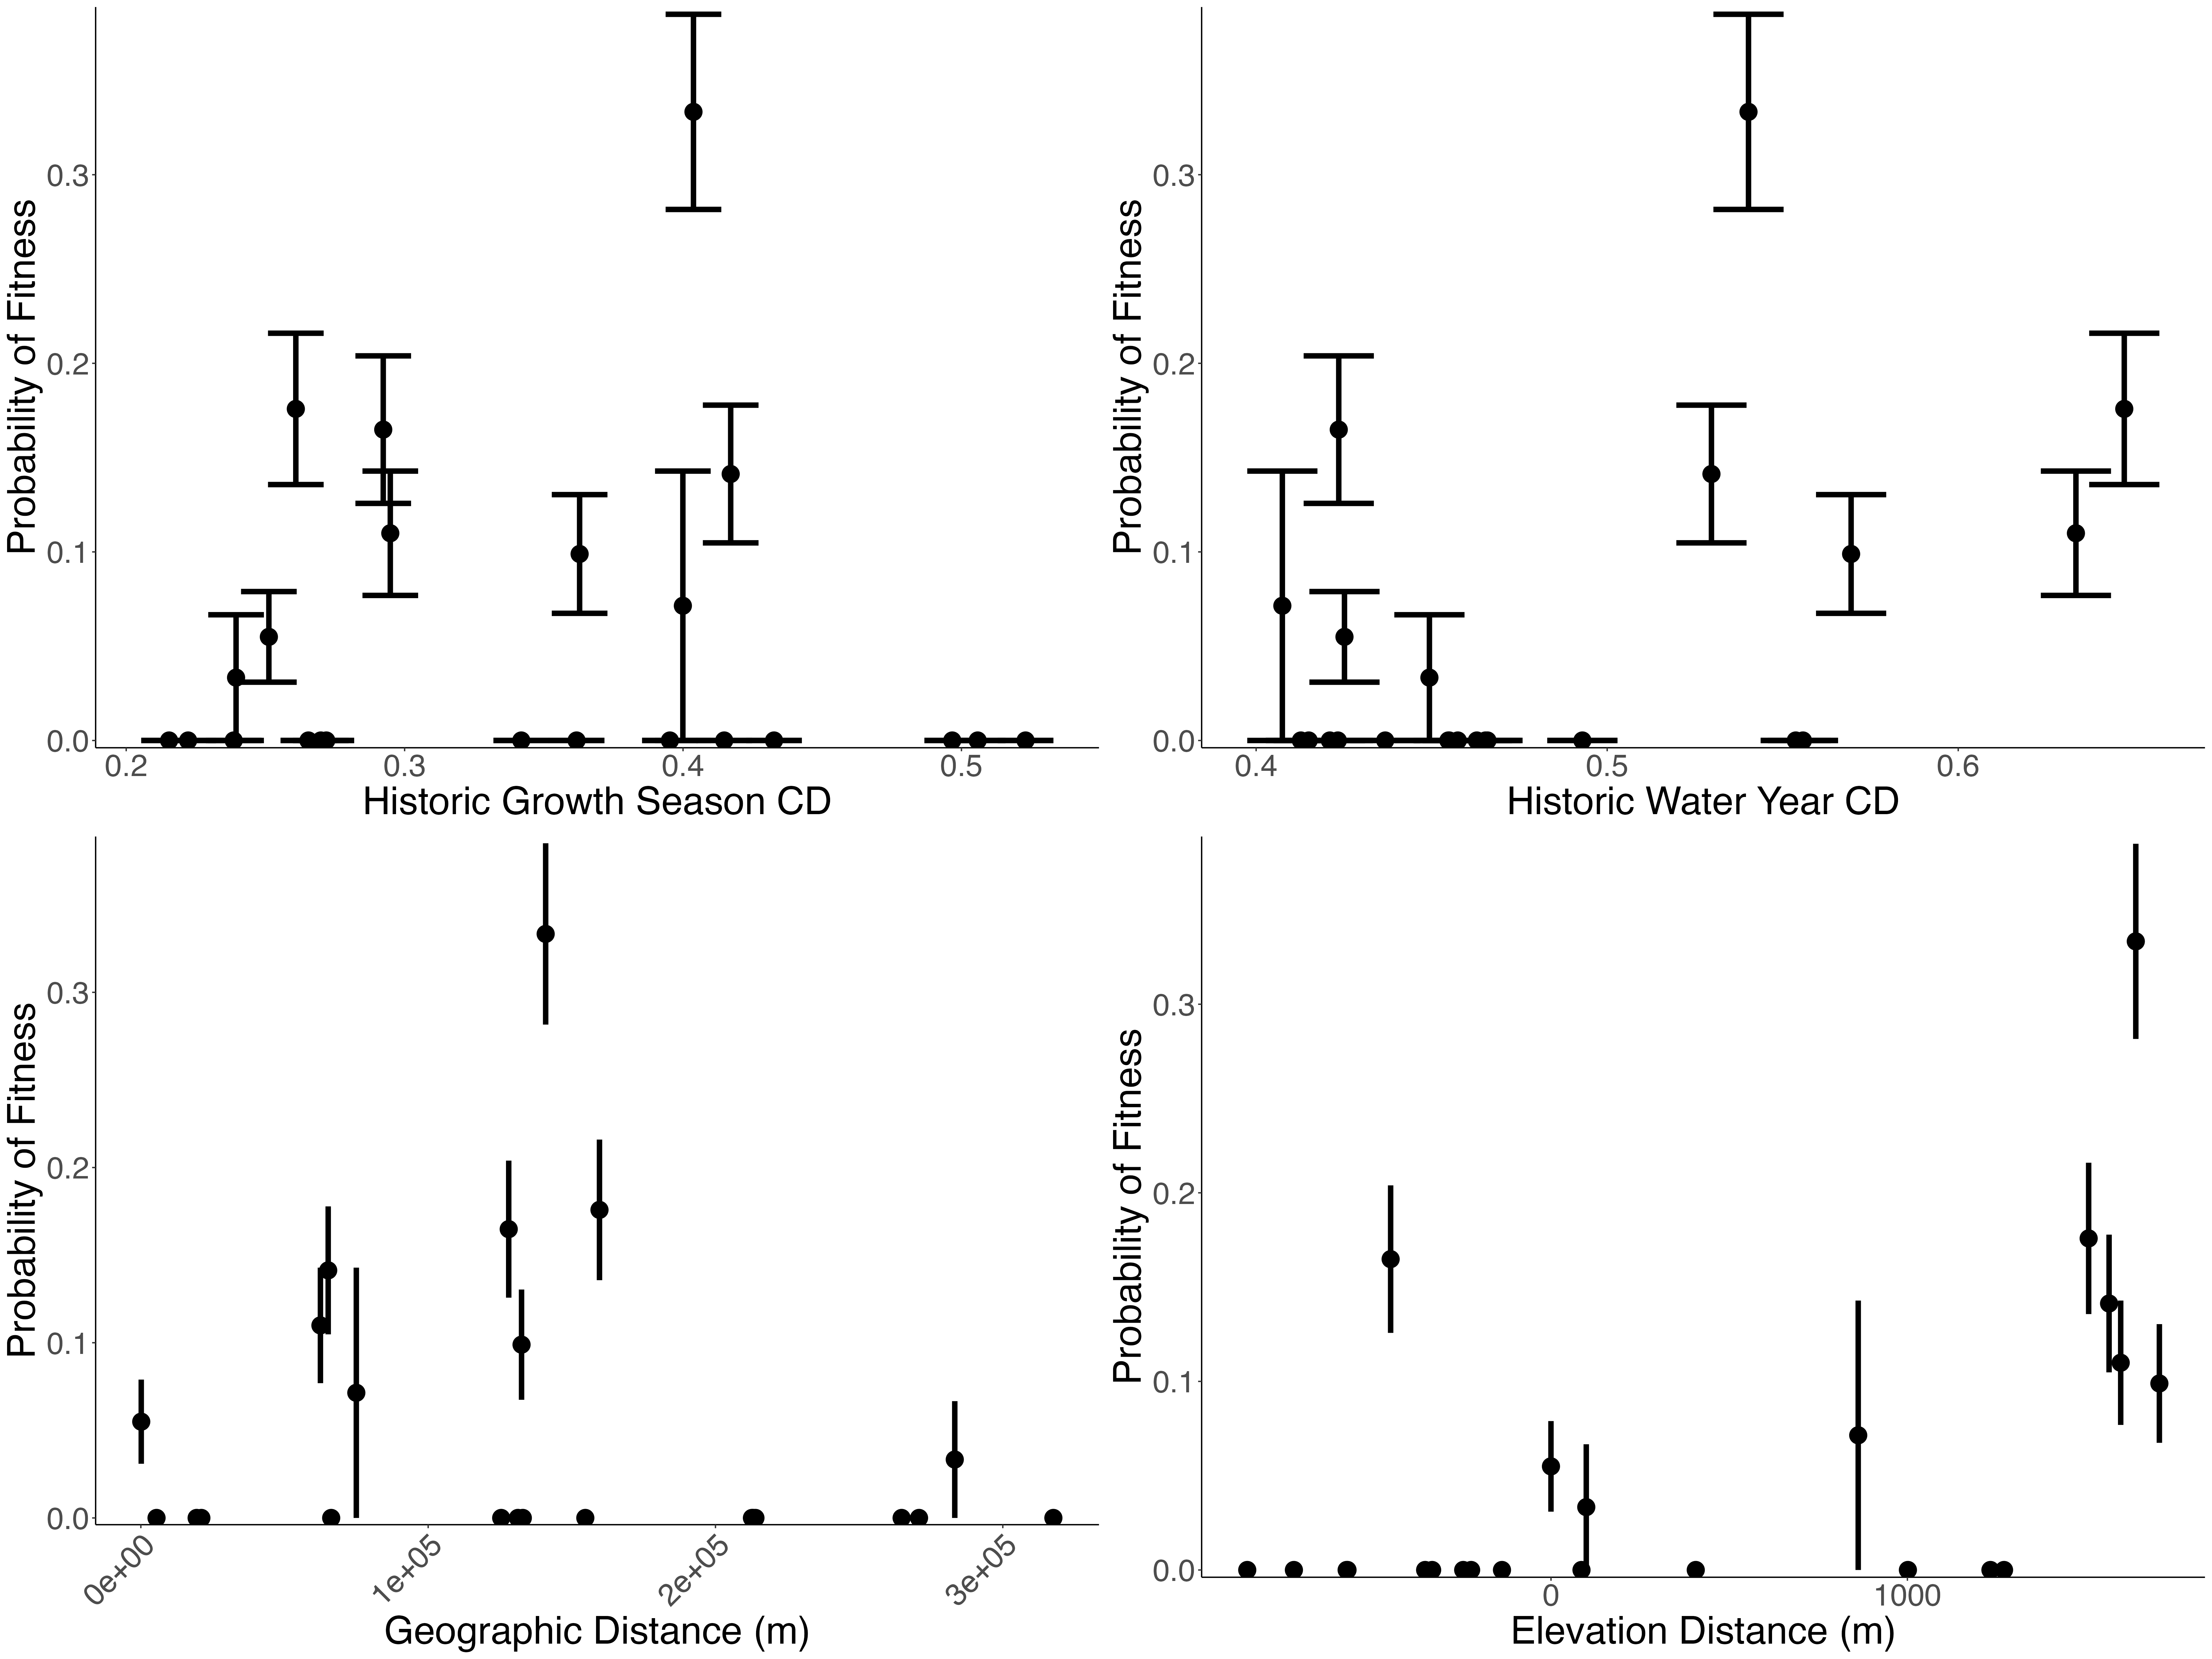 Probability of Fitness
0.3
0.2
0.1
0.0
0.2 0.3 0.4 0.5
Historic Growth Season CD
Probability of Fitness
0.3
0.2
0.1
0.0
0.4 0.5 0.6
Historic Water Year CD
Probability of Fitness
0.3
0.2
0.1
0.0
0e+00 1e+05 2e+05 3e+05
Geographic Distance (m)
Probability of Fitness
0.3
0.2
0.1
0.0
0 1000
Elevation Distance (m)